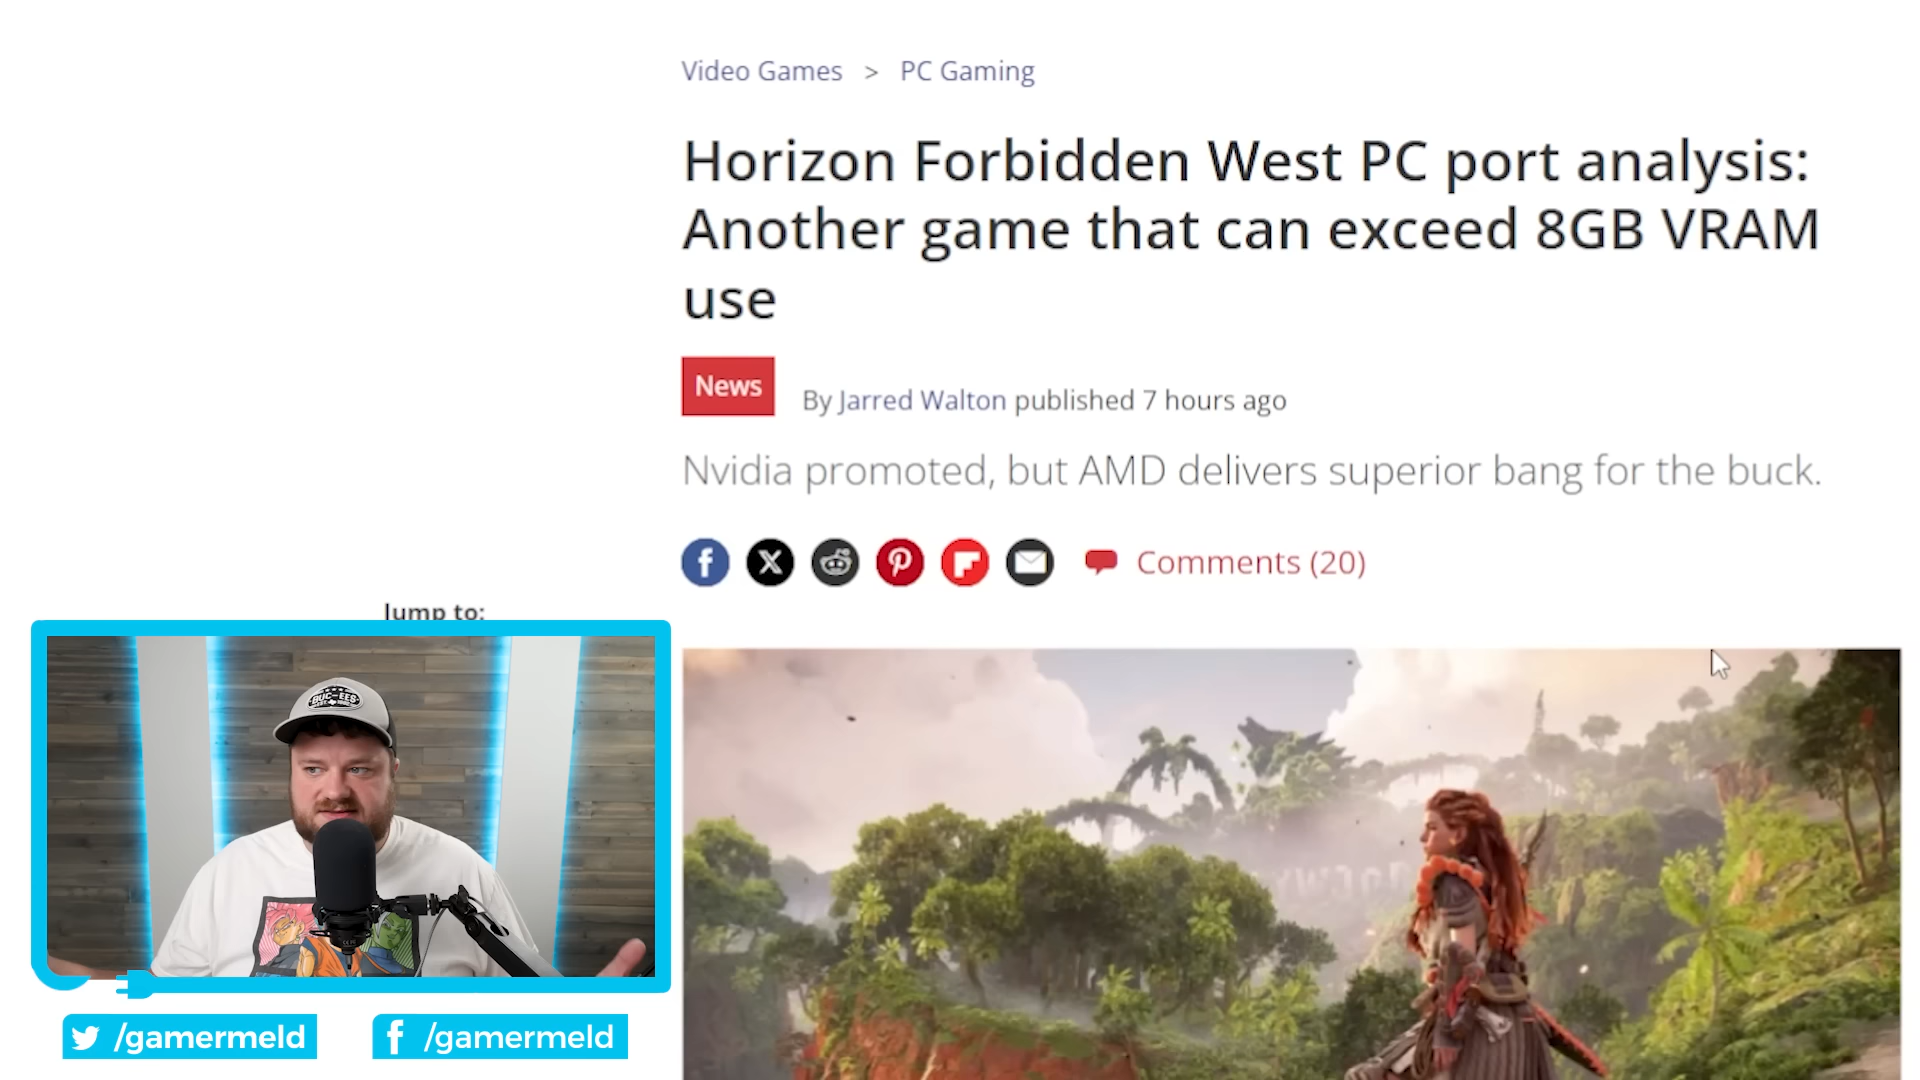 Video Games > PC Gaming
Horizon Forbidden West PC port analysis:
Another game that can exceed 8GB VRAM
use
News
By Jarred Walton published 7 hours ago
Nvidia promoted, but AMD delivers superior bang for the buck.
Comments (20)
Jump to:
BUC-EE'S
/gamermeld
/gamermeld